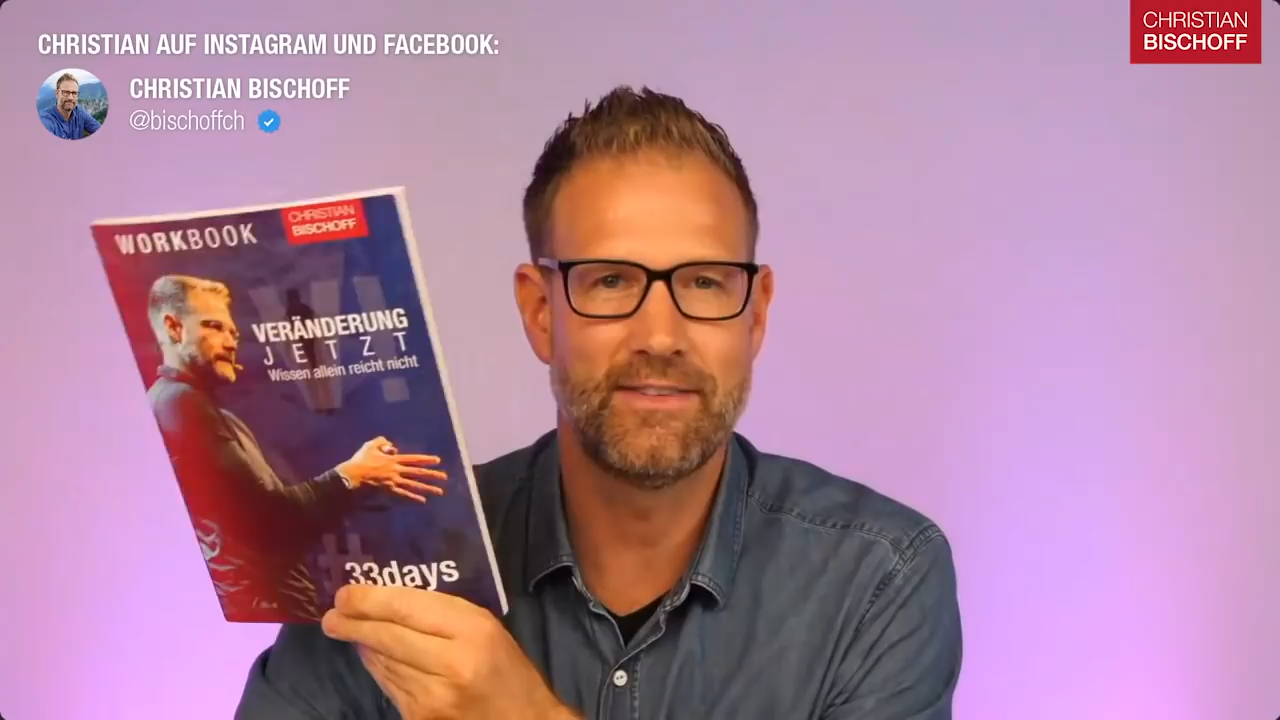 CHRISTIAN AUF INSTAGRAM UND FACEBOOK:
CHRISTIAN BISCHOFF
@bischoffch
CHRISTIAN
BISCHOFF
WORKBOOK
CHRISTIAN
BISCHOFF
V!
VERÄNDERUNG
JETZT
Wissen allein reicht nicht
#33days